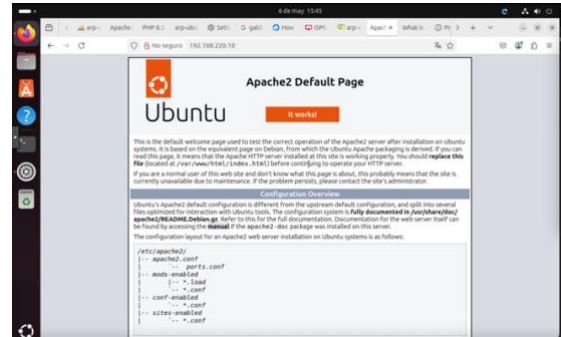 6 de may 15:45
Apache
PHP 8.3
How
What is
No seguro 192.168.220.10
Apache2 Default Page
Ubuntu
It works!
This is the default welcome page used to test the correct operation of the Apache2 server after installation on Ubuntu
systems. It is based on the equivalent page on Debian, from which the Ubuntu Apache packaging is derived. If you can
read this page, it means that the Apache HTTP server installed at this site is working properly. You should replace this
file (located at /var/www/html/index.html) before continuing to operate your HTTP server.
If you are a normal user of this web site and don't know what this page is about, this probably means that the site is
currently unavailable due to maintenance. If the problem persists, please contact the site's administrator.
Configuration Overview
Ubuntu's Apache2 default configuration is different from the upstream default configuration, and split into several
files optimized for interaction with Ubuntu tools. The configuration system is fully documented in /usr/share/doc/
apache2/README.Debian.gz. Refer to this for the full documentation. Documentation for the web server itself can
be found by accessing the manual if the apache2-doc package was installed on this server.
The configuration layout for an Apache2 web server installation on Ubuntu systems is as follows:
/etc/apache2/
|-- apache2.conf
|       `--  ports.conf
|-- mods-enabled
|       |-- *.load
|       `-- *.conf
|-- conf-enabled
|       `-- *.conf
|-- sites-enabled
|       `-- *.conf